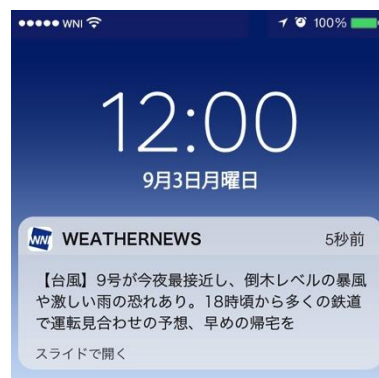 WNI 100%
12:00
9月3日月曜日
WNI WEATHERNEWS 5秒前
【台風】9号が今夜最接近し、倒木レベルの暴風
や激しい雨の恐れあり。18時頃から多くの鉄道
で運転見合わせの予想、早めの帰宅を
スライドで開く